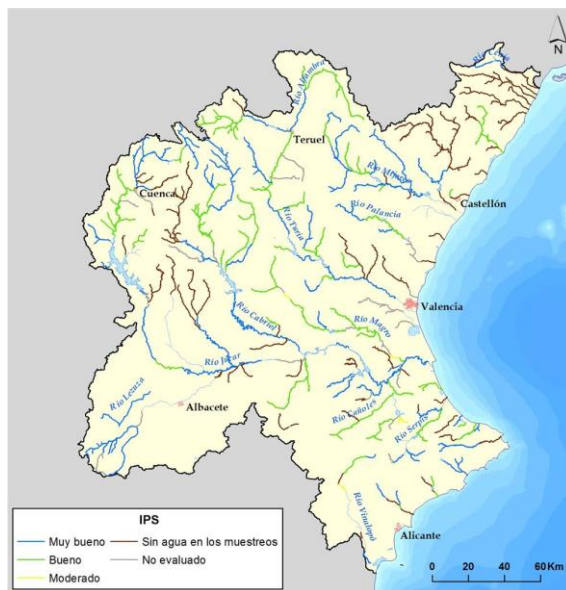 N
Río Cenia
Río Alfambra
Teruel
Río Mijares
Cuenca
Castellón
Río Palancia
Río Turia
Valencia
Río Magro
Río Cabriel
Río Júcar
Río Lezuza
Albacete
Río Cañoles
Río Serpis
Río Vinalopó
Alicante
IPS
Muy bueno
Sin agua en los muestreos
Bueno
No evaluado
Moderado
0 20 40 60 Km